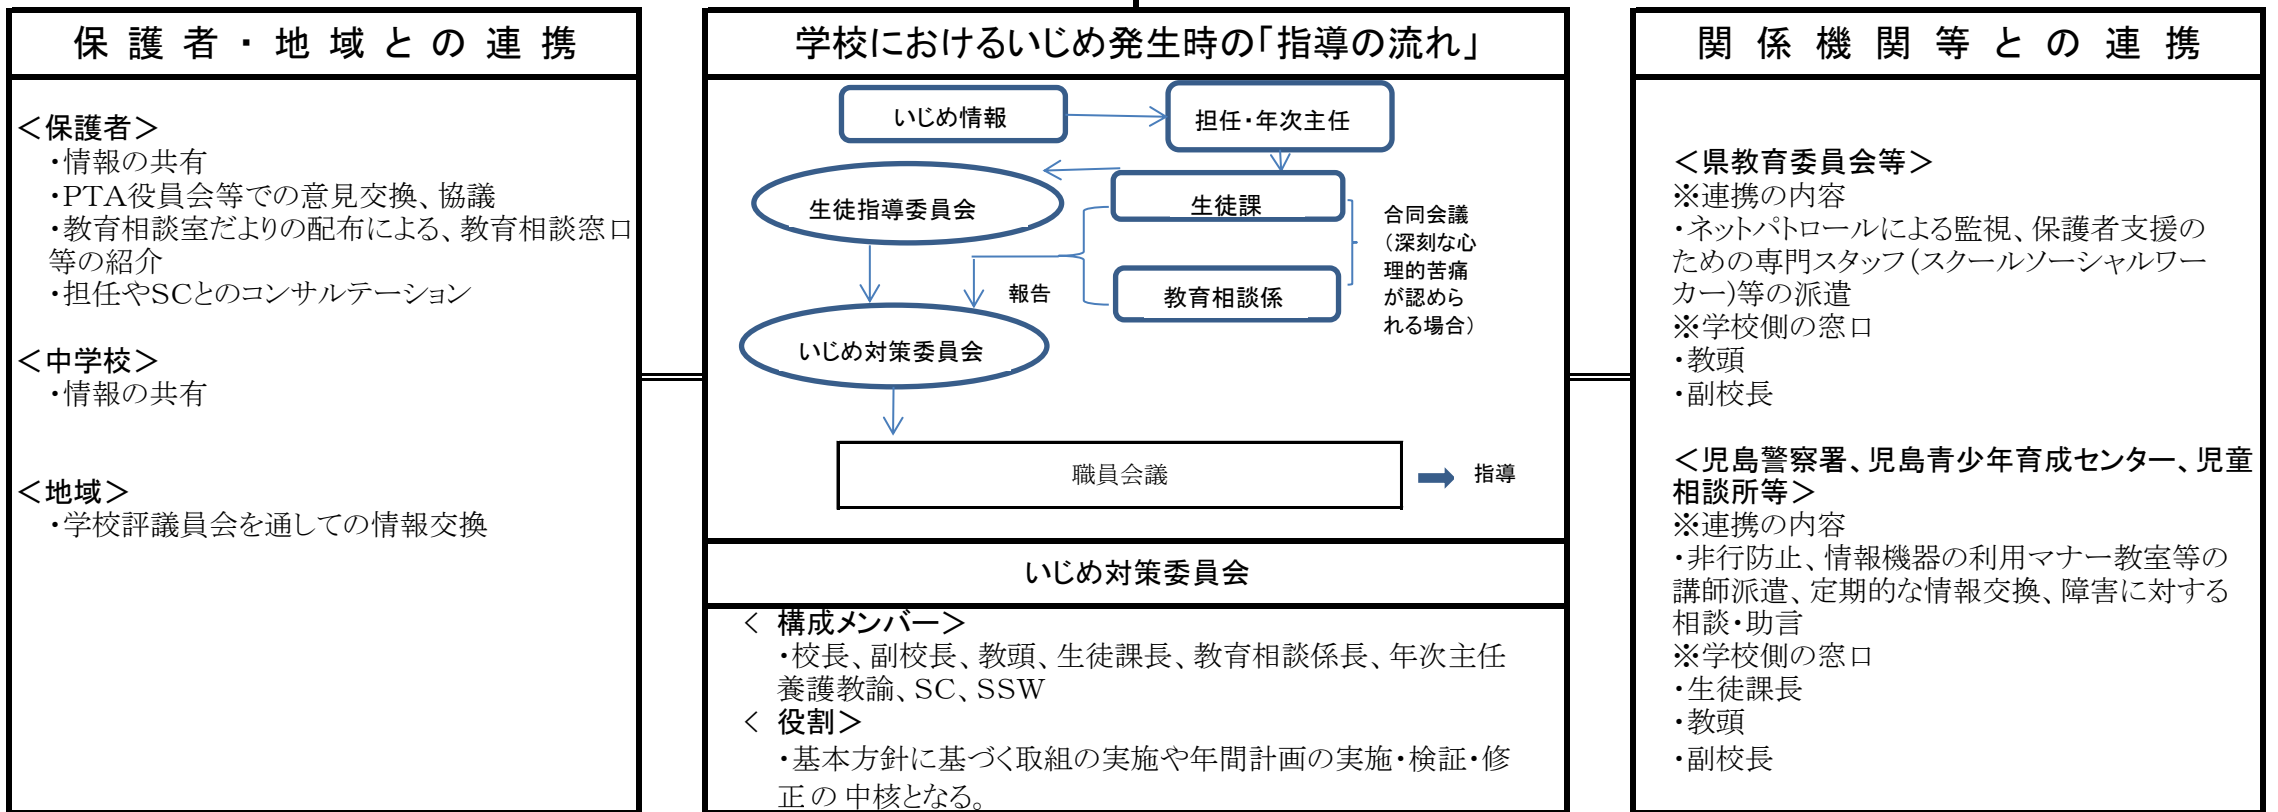 保護者・地域との連携
＜保護者＞
・情報の共有
・PTA役員会等での意見交換、協議
・教育相談室だよりの配布による、教育相談窓口
等の紹介
・担任やSCとのコンサルテーション
＜中学校＞
・情報の共有
＜地域＞
・学校評議員会を通しての情報交換
学校におけるいじめ発生時の「指導の流れ」
いじめ情報
担任・年次主任
生徒指導委員会
生徒課
合同会議
（深刻な心
理的苦痛
が認めら
れる場合）
報告
教育相談係
いじめ対策委員会
職員会議
指導
いじめ対策委員会
＜ 構成メンバー＞
・校長、副校長、教頭、生徒課長、教育相談係長、年次主任
養護教諭、SC、SSW
＜ 役割＞
・基本方針に基づく取組の実施や年間計画の実施・検証・修
正の中核となる。
関係機関等との連携
＜県教育委員会等＞
※連携の内容
・ネットパトロールによる監視、保護者支援の
ための専門スタッフ（スクールソーシャルワー
カー)等の派遣
※学校側の窓口
・教頭
・副校長
＜児島警察署、児島青少年育成センター、児童
相談所等＞
※連携の内容
・非行防止、情報機器の利用マナー教室等の
講師派遣、定期的な情報交換、障害に対する
相談・助言
※学校側の窓口
・生徒課長
・教頭
・副校長